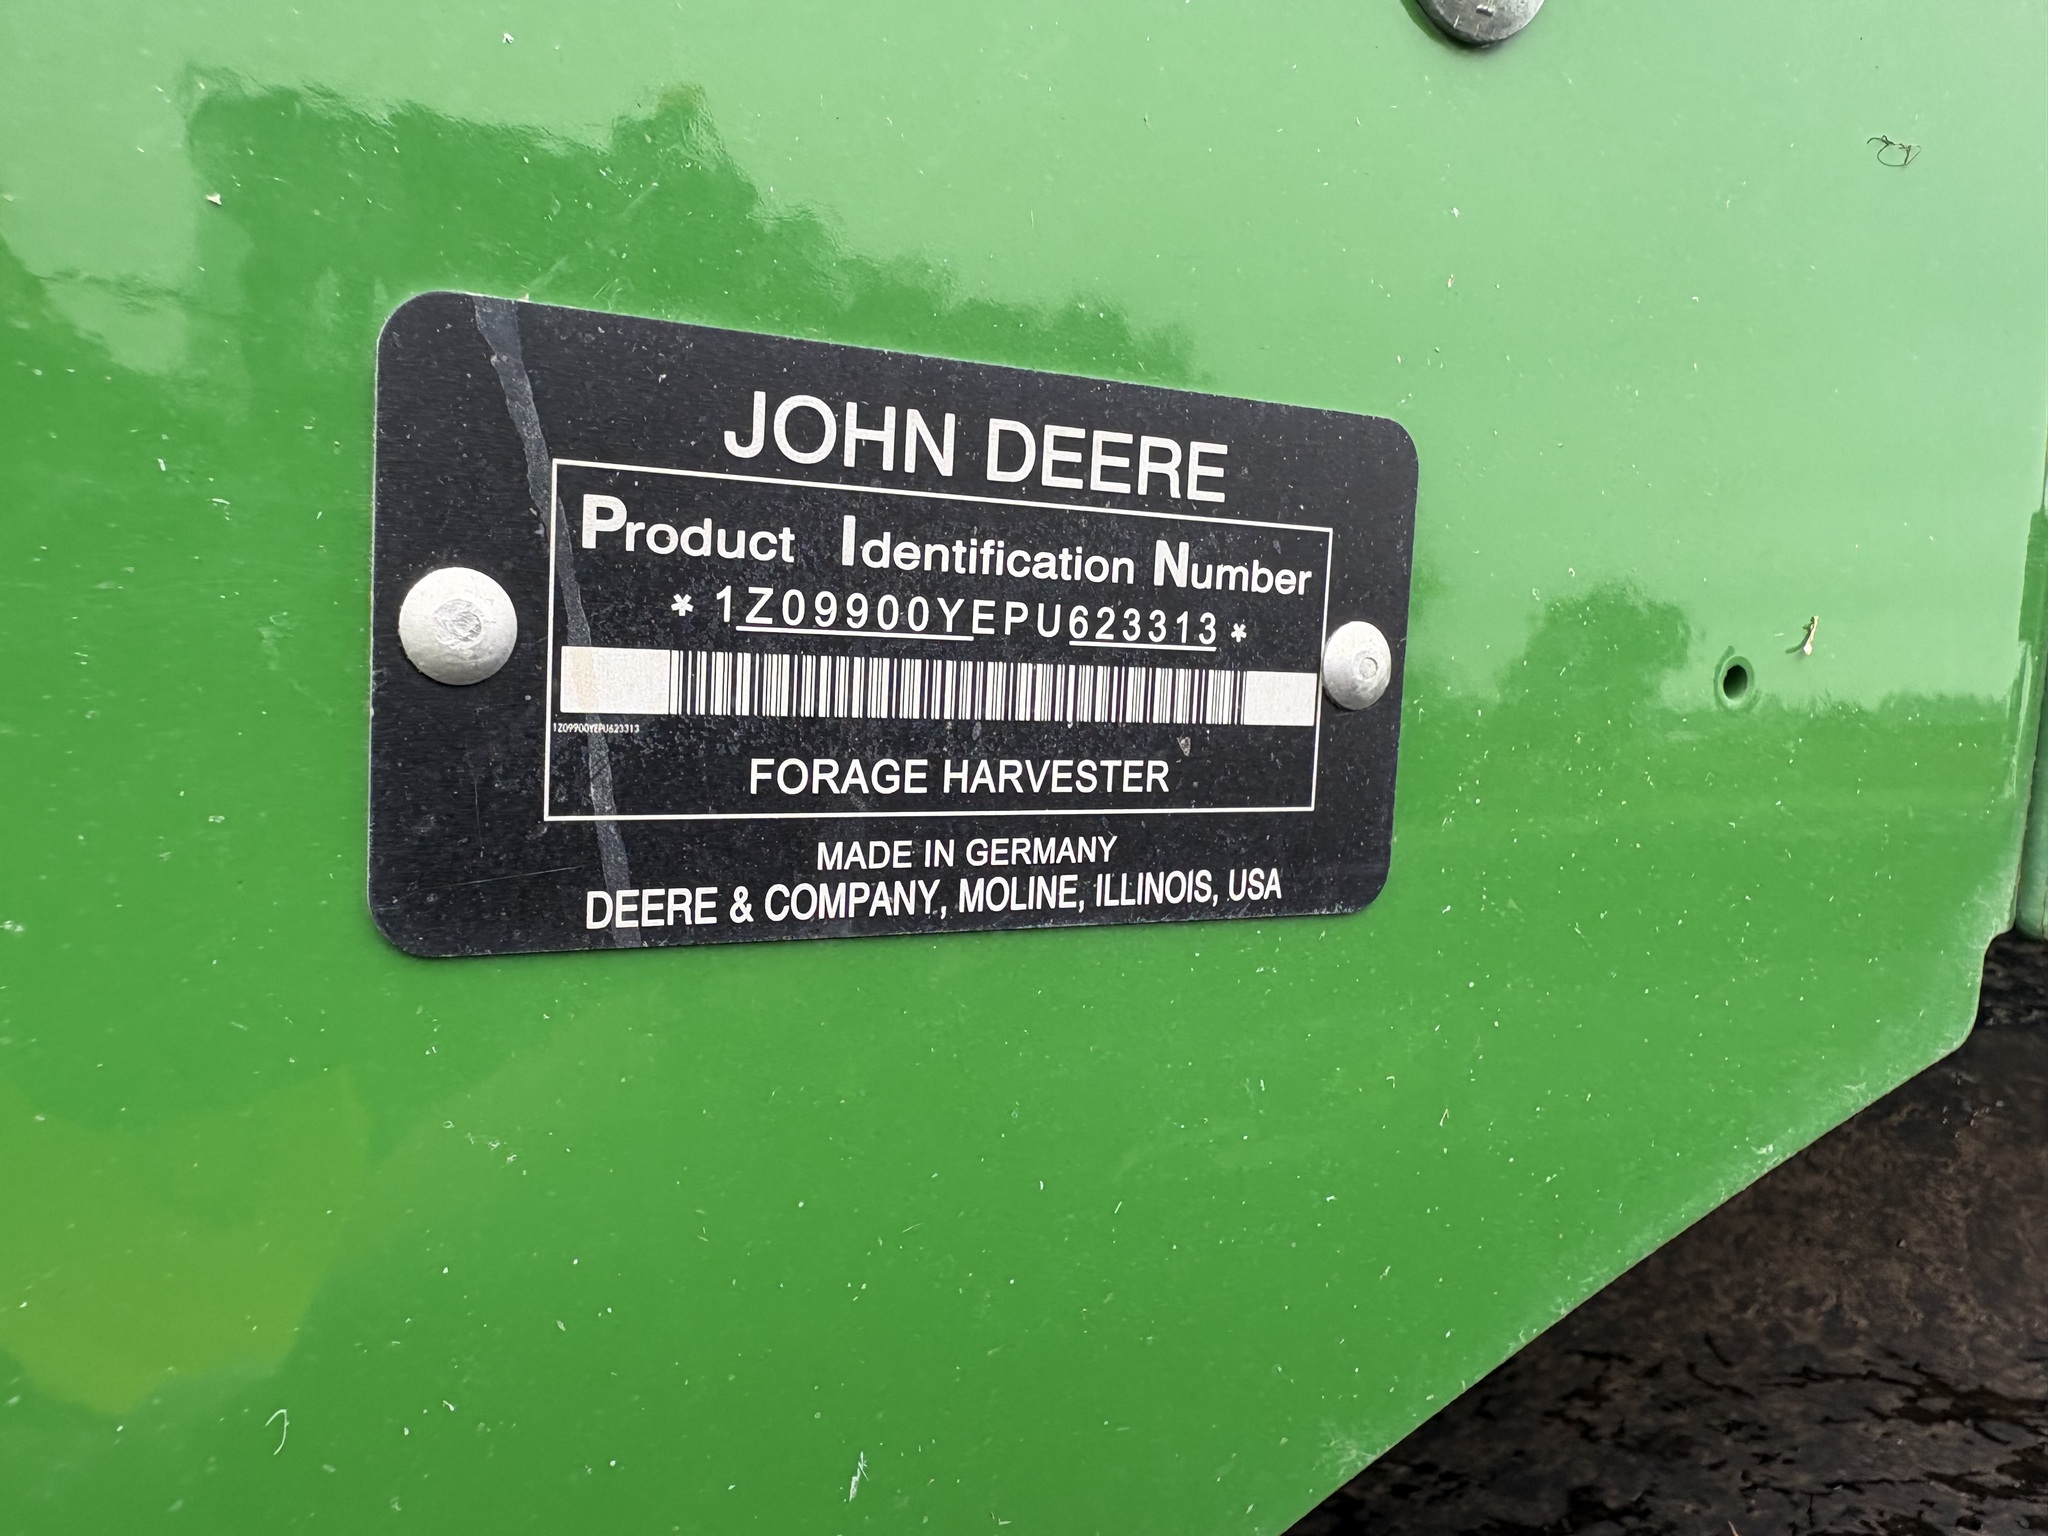 JOHN DEERE
Product Identification Number
*1Z09900YEPU623313*
1Z09900YEPU623313
FORAGE HARVESTER
MADE IN GERMANY
DEERE & COMPANY, MOLINE, ILLINOIS, USA